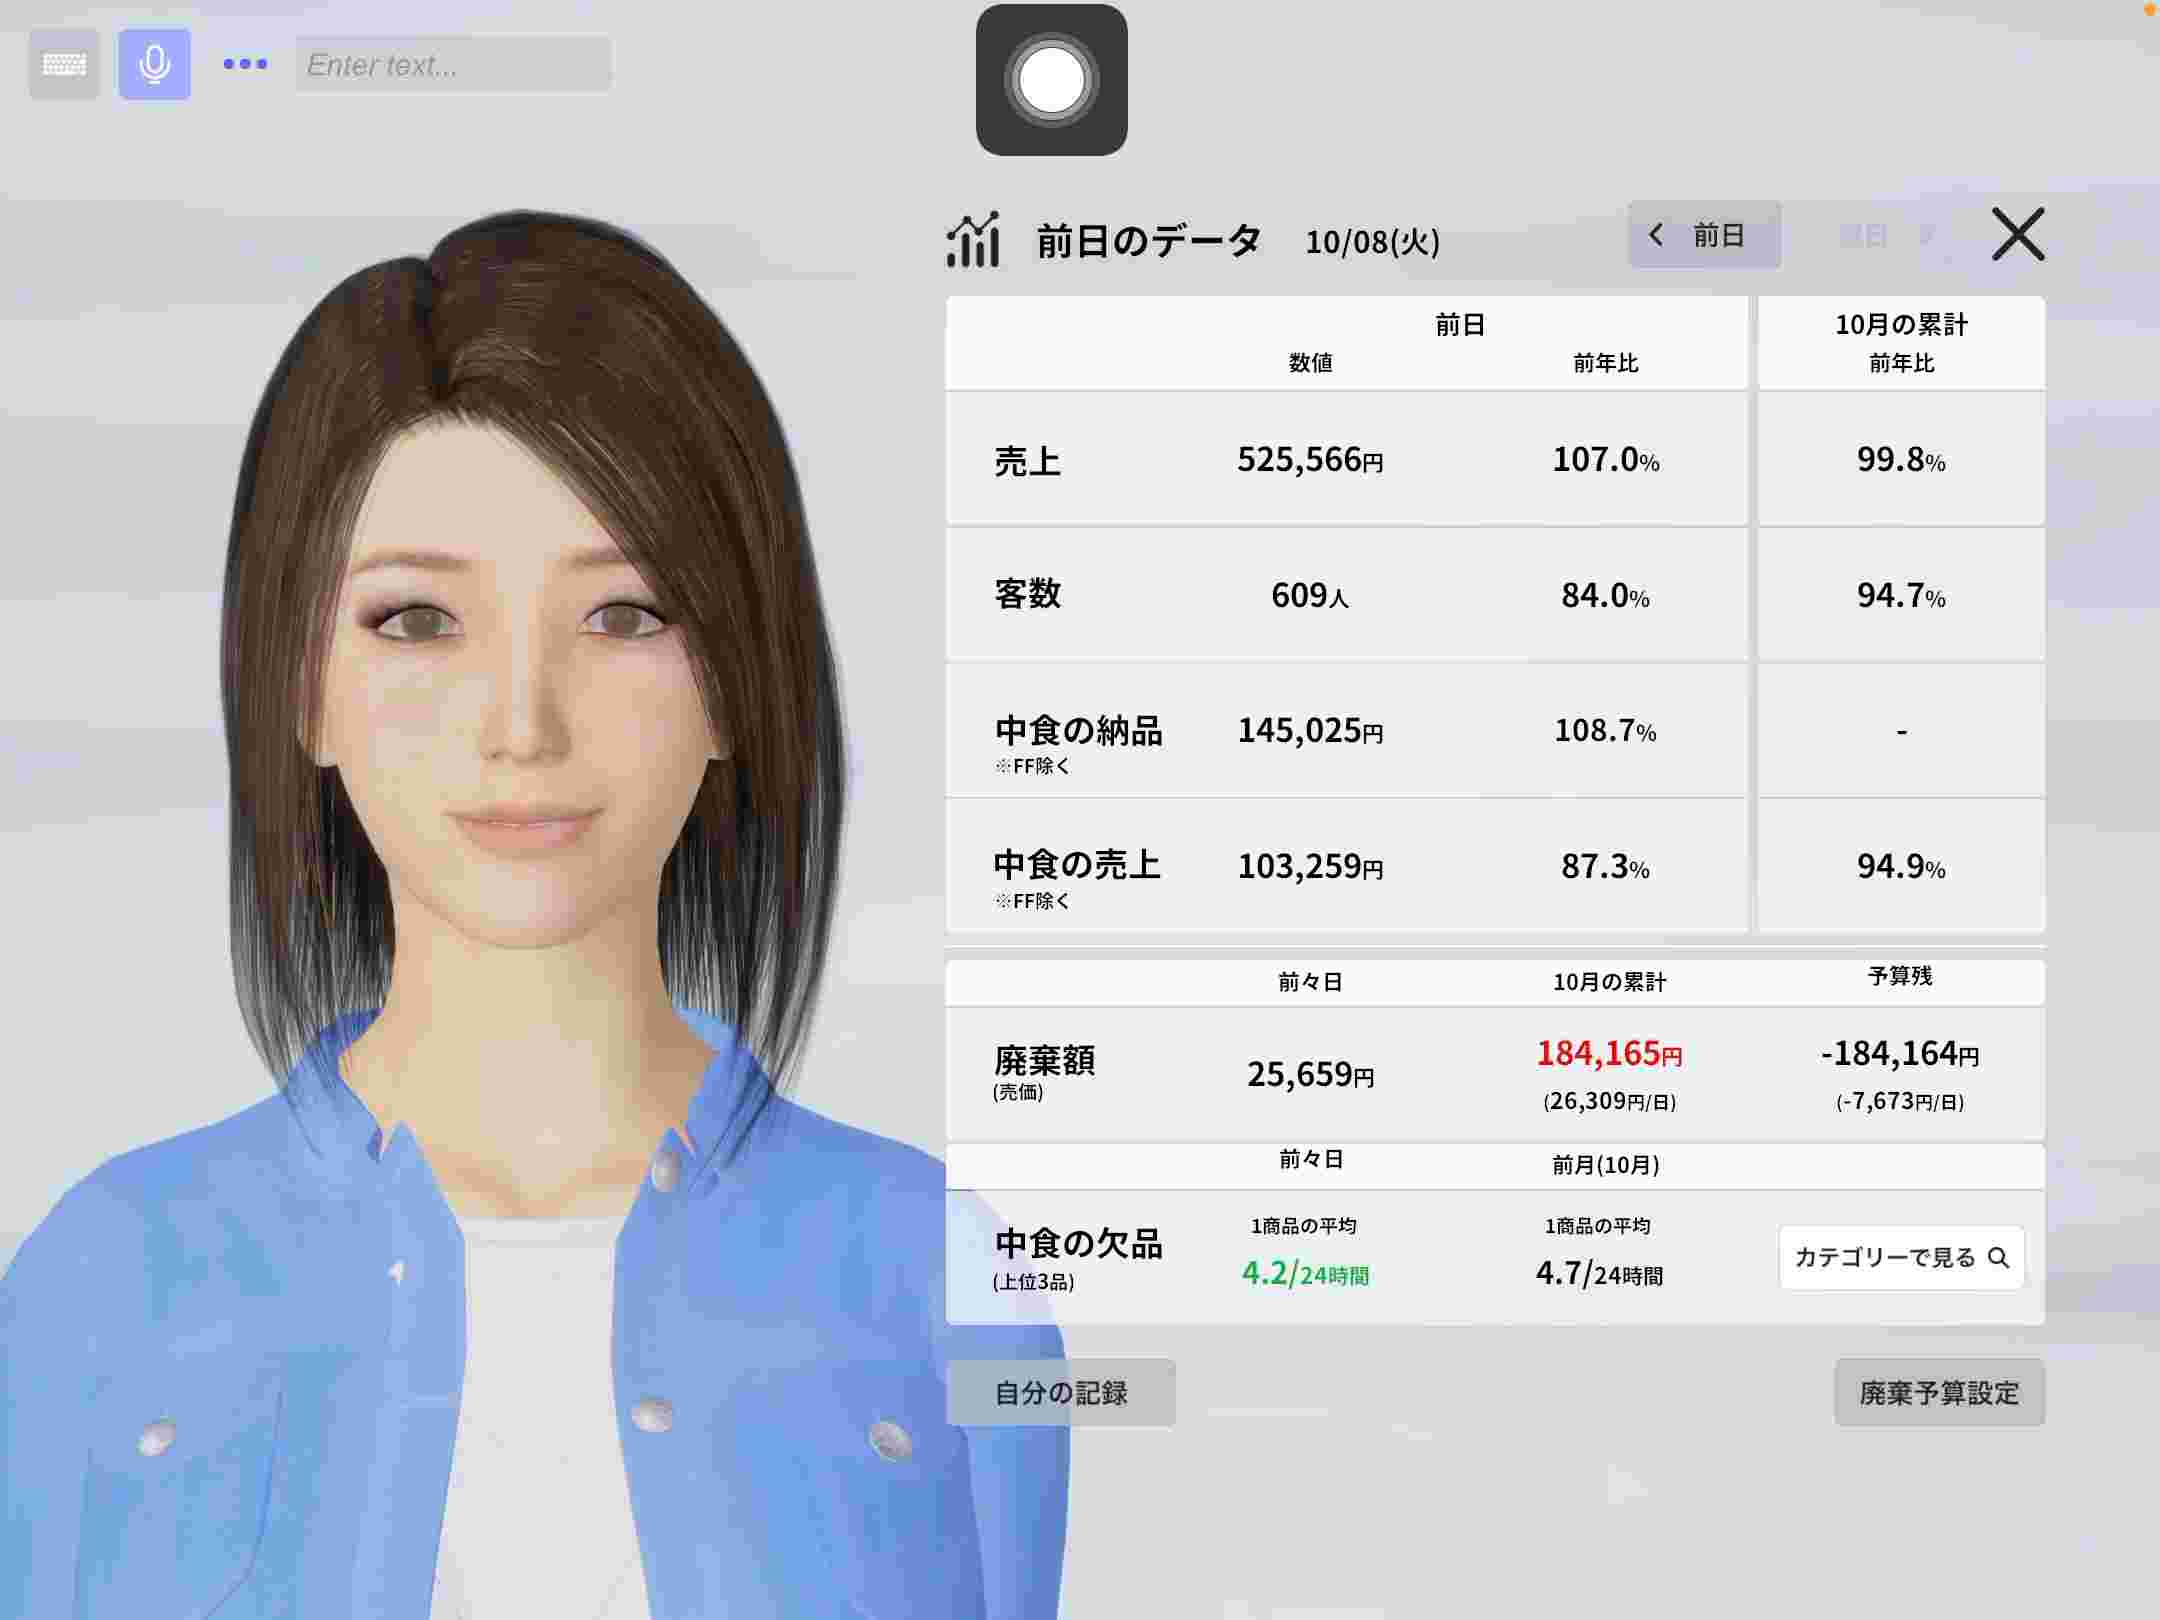 Enter text...
前日のデータ 10/08(火)
前日
翌日
前日 10月の累計
数値 前年比 前年比
売上 525,566円 107.0% 99.8%
客数 609人 84.0% 94.7%
中食の納品 145,025円 108.7% -
※FF除く
中食の売上 103,259円 87.3% 94.9%
※FF除く
前々日 10月の累計 予算残
廃棄額 25,659円 184,165円 -184,164円
(売価) (26,309円/日) (-7,673円/日)
前々日 前月(10月)
1商品の平均 1商品の平均
中食の欠品 4.2/24時間 4.7/24時間 カテゴリーで見る
(上位3品)
自分の記録 廃棄予算設定